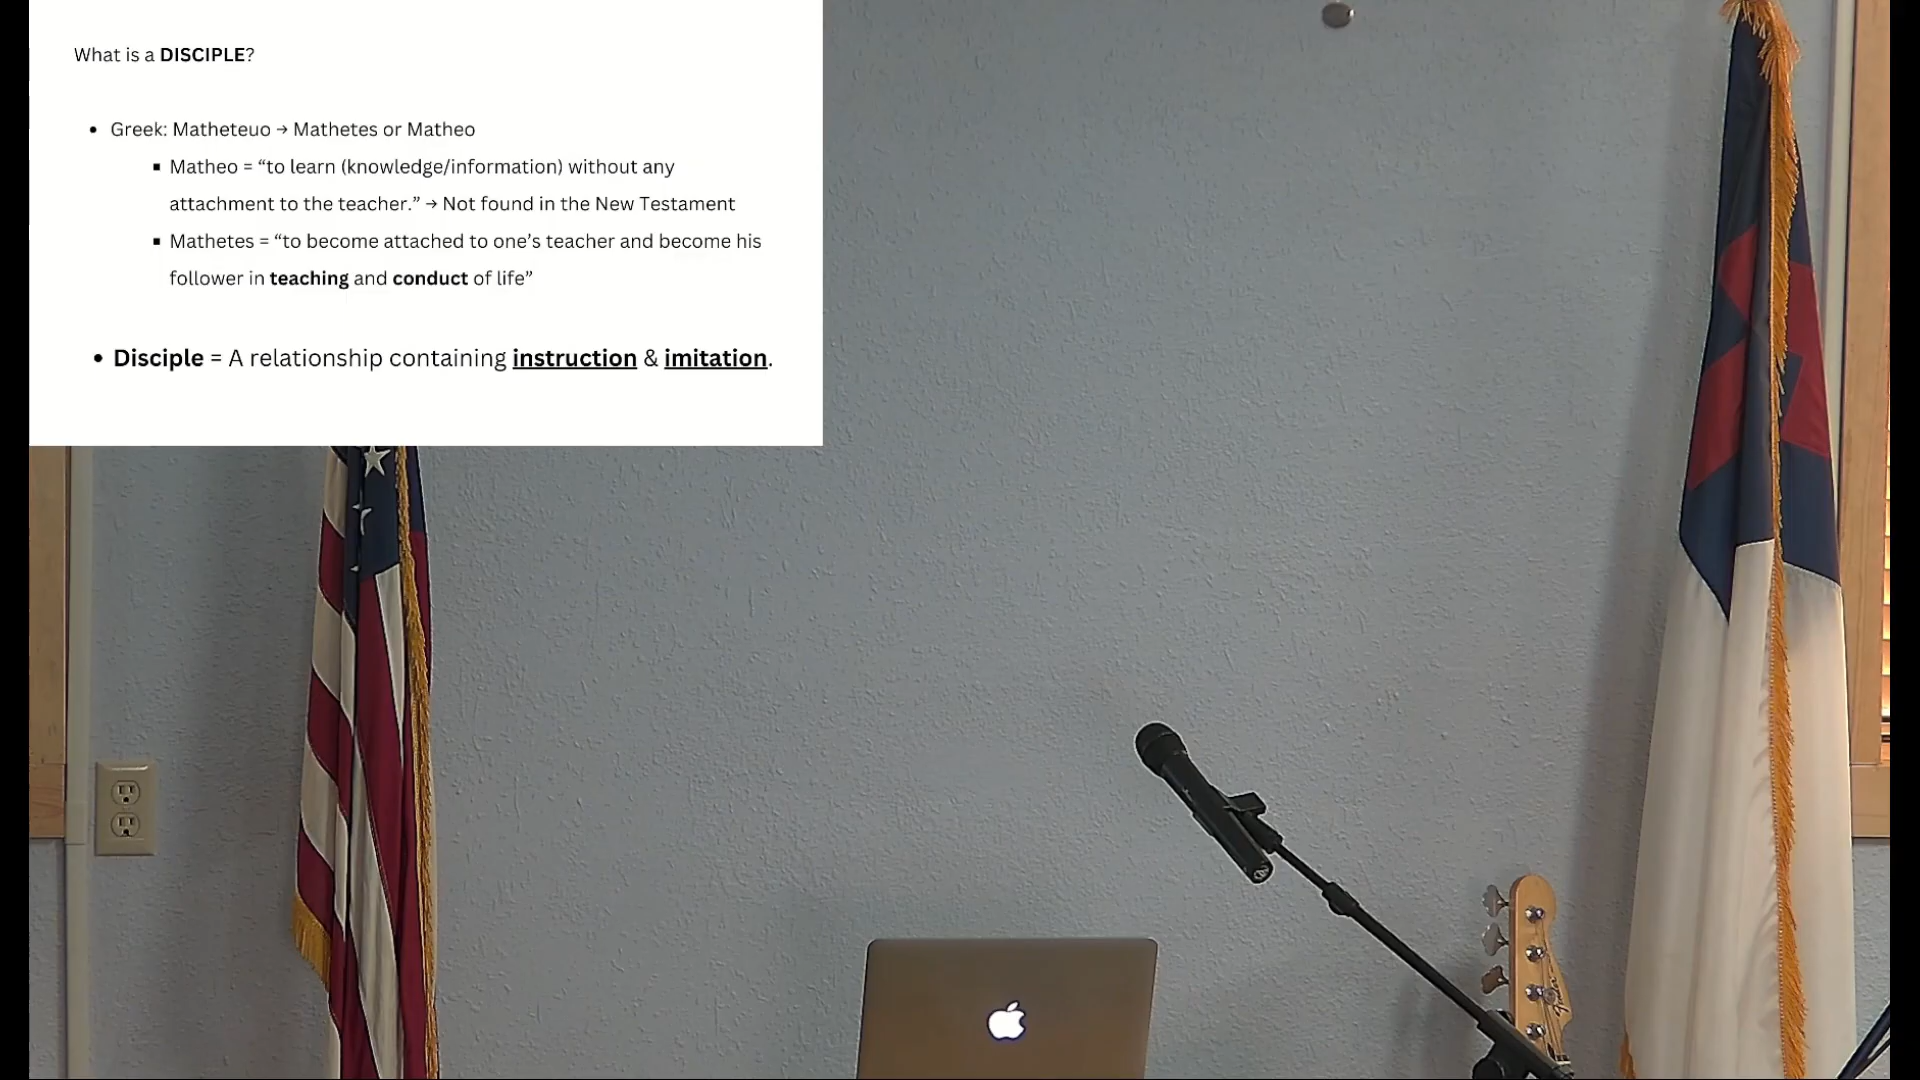 What is a DISCIPLE?
• Greek: Matheteuo → Mathetes or Matheo
▪ Matheo = “to learn (knowledge/information) without any
attachment to the teacher.” → Not found in the New Testament
▪ Mathetes = “to become attached to one’s teacher and become his
follower in teaching and conduct of life”
• Disciple = A relationship containing instruction & imitation.
Fender